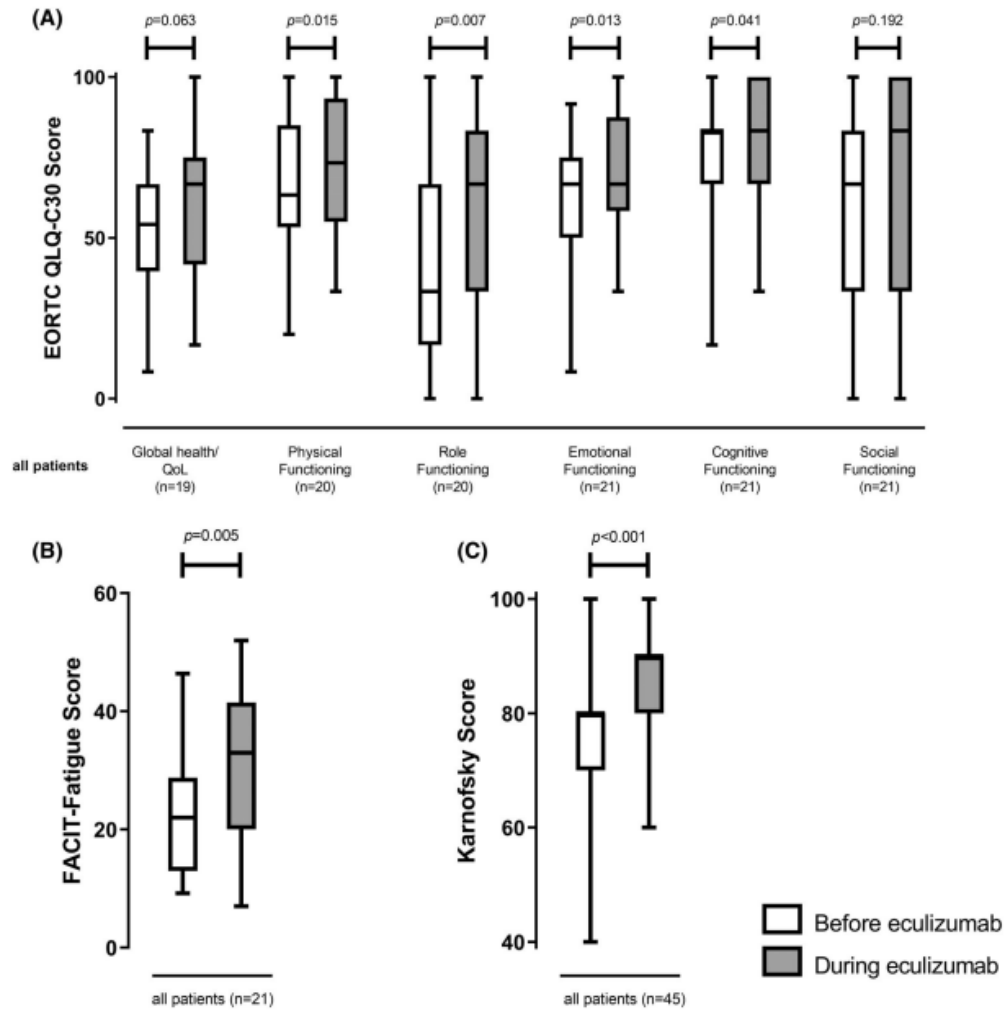 (A)
p=0.063
p=0.015
p=0.007
p=0.013
p=0.041
p=0.192
EORTC QLQ-C30 Score
100
50
0
all patients
Global health/
QoL
(n=19)
Physical
Functioning
(n=20)
Role
Functioning
(n=20)
Emotional
Functioning
(n=21)
Cognitive
Functioning
(n=21)
Social
Functioning
(n=21)
(B)
p=0.005
FACIT-Fatigue Score
60
40
20
0
all patients (n=21)
(C)
p<0.001
Karnofsky Score
100
80
60
40
all patients (n=45)
Before eculizumab
During eculizumab